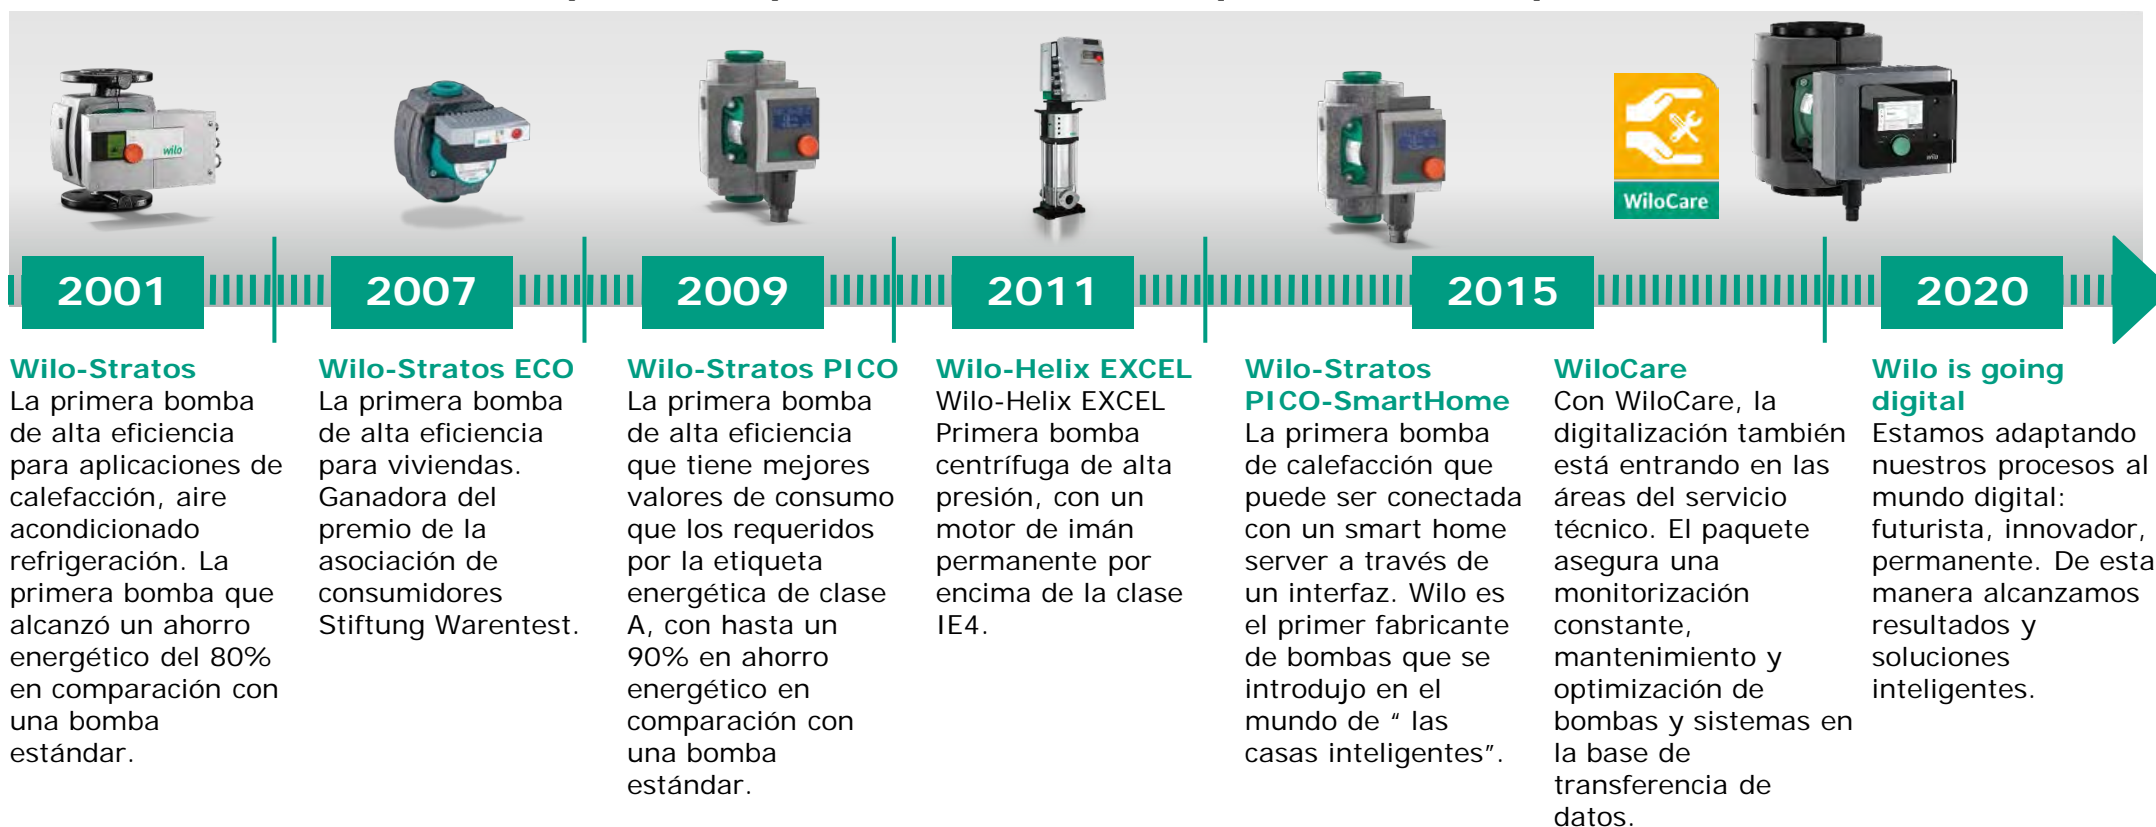 wilo
wilo
WiloCare
2001
2007
2009
2011
2015
2020
Wilo-Stratos
La primera bomba
de alta eficiencia
para aplicaciones de
calefacción, aire
acondicionado
refrigeración. La
primera bomba que
alcanzó un ahorro
energético del 80%
en comparación con
una bomba
estándar.
Wilo-Stratos ECO
La primera bomba
de alta eficiencia
para viviendas.
Ganadora del
premio de la
asociación de
consumidores
Stiftung Warentest.
Wilo-Stratos PICO
La primera bomba
de alta eficiencia
que tiene mejores
valores de consumo
que los requeridos
por la etiqueta
energética de clase
A, con hasta un
90% en ahorro
energético en
comparación con
una bomba
estándar.
Wilo-Helix EXCEL
Wilo-Helix EXCEL
Primera bomba
centrífuga de alta
presión, con un
motor de imán
permanente por
encima de la clase
IE4.
Wilo-Stratos
PICO-SmartHome
La primera bomba
de calefacción que
puede ser conectada
con un smart home
server a través de
un interfaz. Wilo es
el primer fabricante
de bombas que se
introdujo en el
mundo de “ las
casas inteligentes”.
WiloCare
Con WiloCare, la
digitalización también
está entrando en las
áreas del servicio
técnico. El paquete
asegura una
monitorización
constante,
mantenimiento y
optimización de
bombas y sistemas en
la base de
transferencia de
datos.
Wilo is going
digital
Estamos adaptando
nuestros procesos al
mundo digital:
futurista, innovador,
permanente. De esta
manera alcanzamos
resultados y
soluciones
inteligentes.